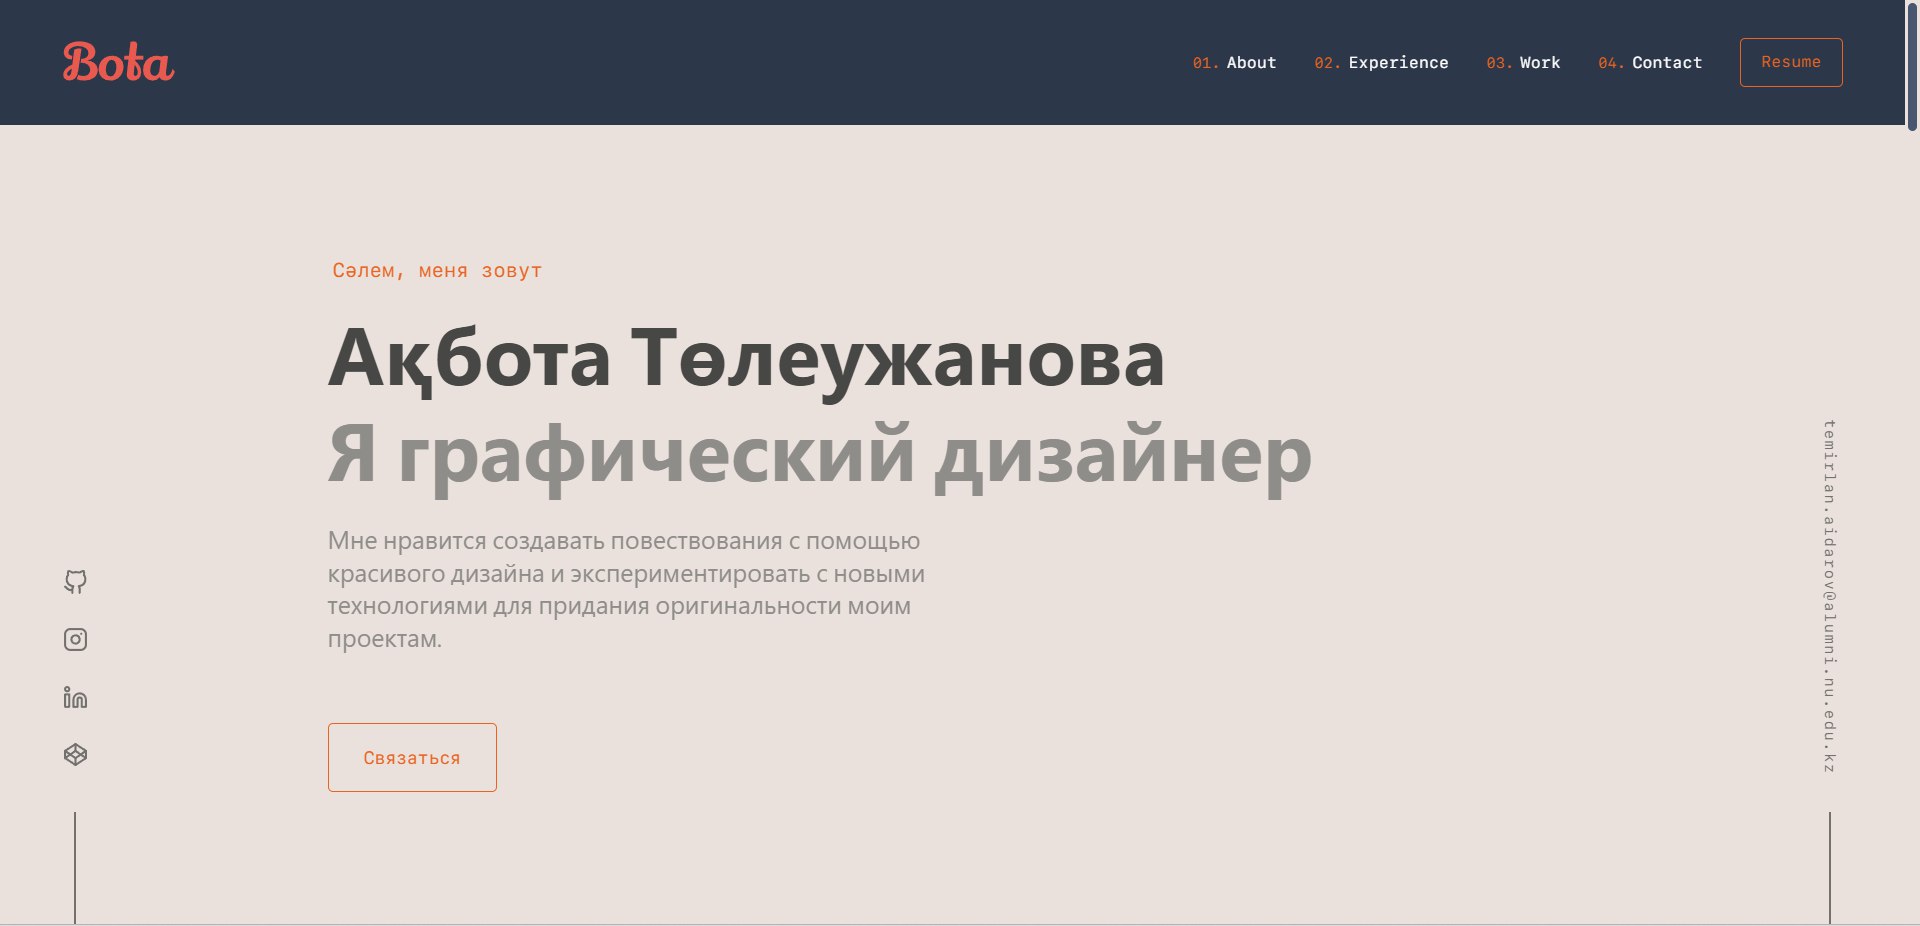 Bota
01. About 02. Experience 03. Work 04. Contact Resume
Сәлем, меня зовут
Ақбота Төлеужанова
Я графический дизайнер
Мне нравится создавать повествования с помощью
красивого дизайна и экспериментировать с новыми
технологиями для придания оригинальности моим
проектам.
Связаться
temirlan.aidarov@alumni.nu.edu.kz